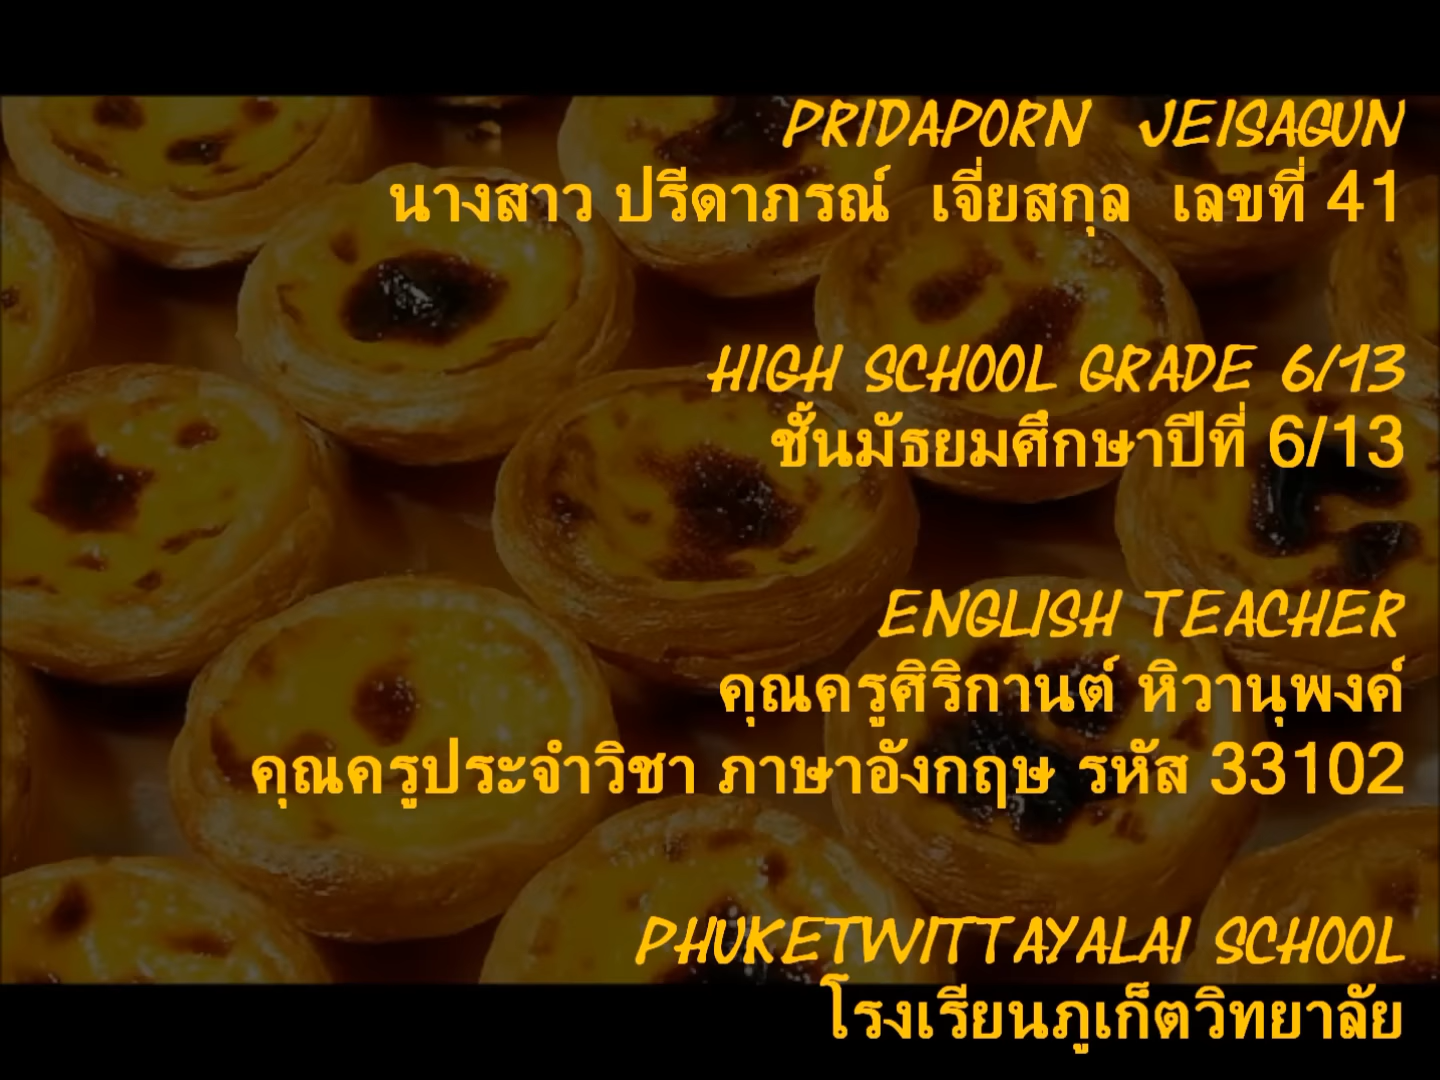 PRIDAPORN JEISAGUN
นางสาว ปรีดาภรณ์ เจี่ยสกุล เลขที่ 41
HIGH SCHOOL GRADE 6/13
ชั้นมัธยมศึกษาปีที่ 6/13
ENGLISH TEACHER
คุณครูศิริกานต์ หิวานุพงค์
คุณครูประจำวิชา ภาษาอังกฤษ รหัส 33102
PHUKETWITTAYALAI SCHOOL
โรงเรียนภูเก็ตวิทยาลัย